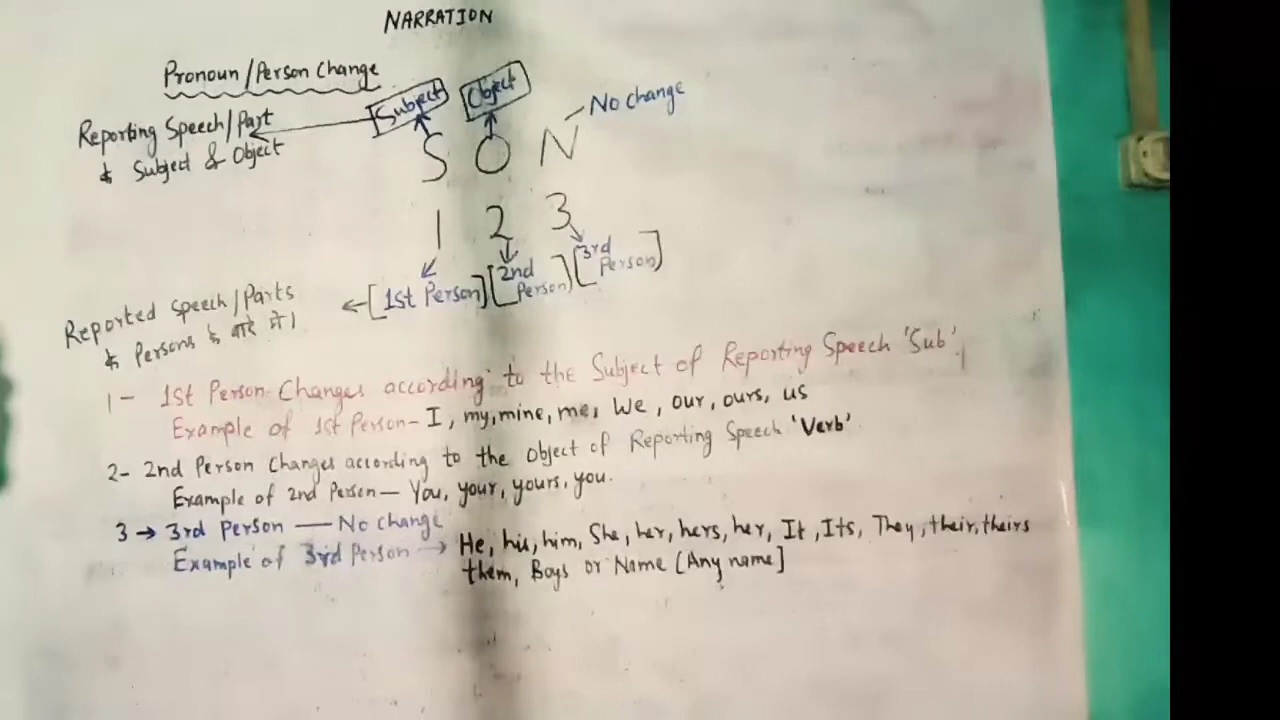 NARRATION
Pronoun/Person Change
Subject Object
No change
Reporting Speech/Part
के Subject & Object
S O N
1 2 3
Reported Speech/Parts
के Persons के बारे में।
←[1st Person] [2nd Person] [3rd Person]
1- 1st Person Changes according to the Subject of Reporting Speech 'Sub'.
Example of 1st Person- I, my, mine, me, We, our, ours, us
2- 2nd Person Changes according to the Object of Reporting Speech 'Verb'.
Example of 2nd Person— You, your, yours, you.
3 → 3rd Person — No change
Example of 3rd Person → He, his, him, She, her, hers, her, It, Its, They, their, theirs
them, Boys or Name [Any name]